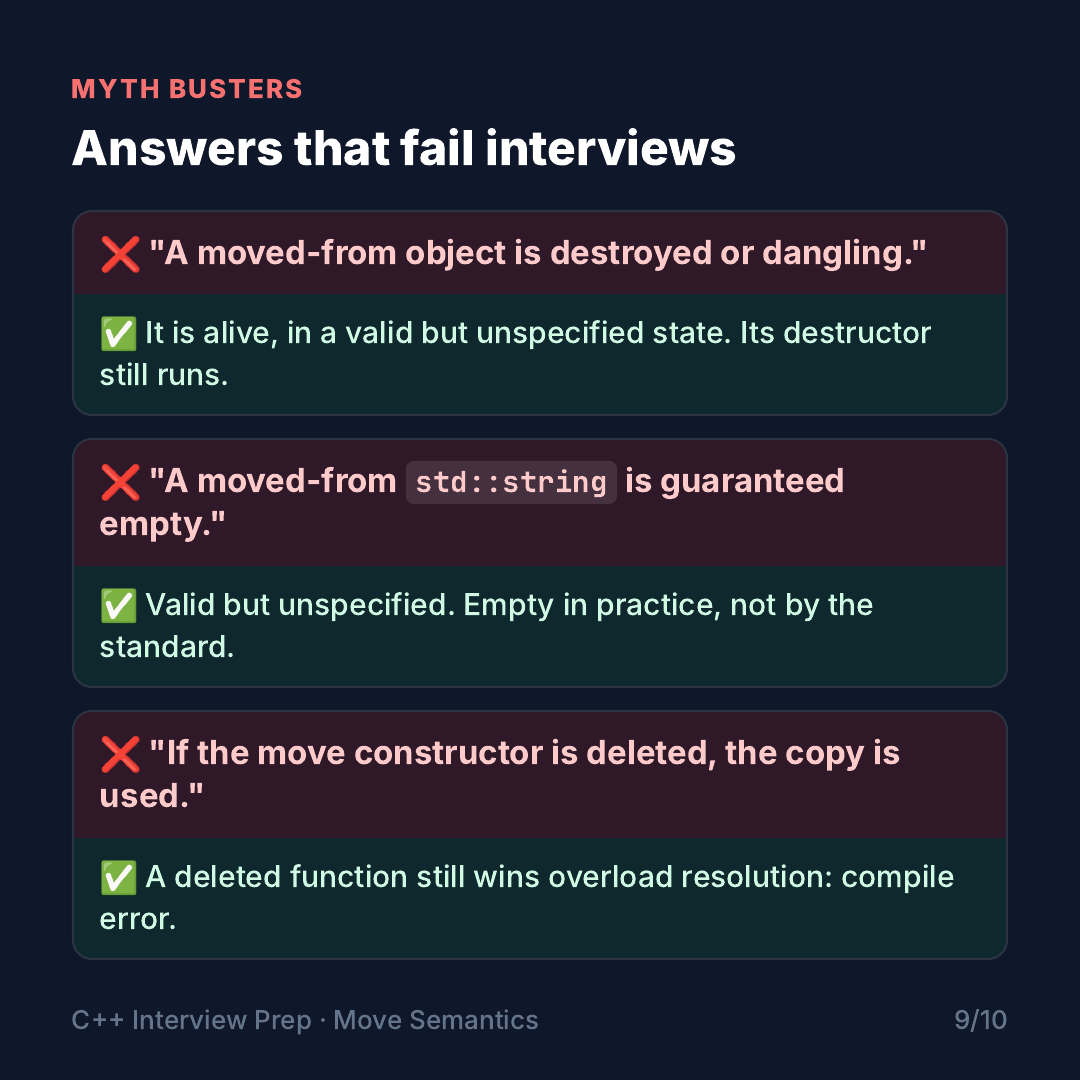 MYTH BUSTERS
Answers that fail interviews
❌ "A moved-from object is destroyed or dangling."
✅ It is alive, in a valid but unspecified state. Its destructor
still runs.
❌ "A moved-from std::string is guaranteed
empty."
✅ Valid but unspecified. Empty in practice, not by the
standard.
❌ "If the move constructor is deleted, the copy is
used."
✅ A deleted function still wins overload resolution: compile
error.
C++ Interview Prep · Move Semantics
9/10